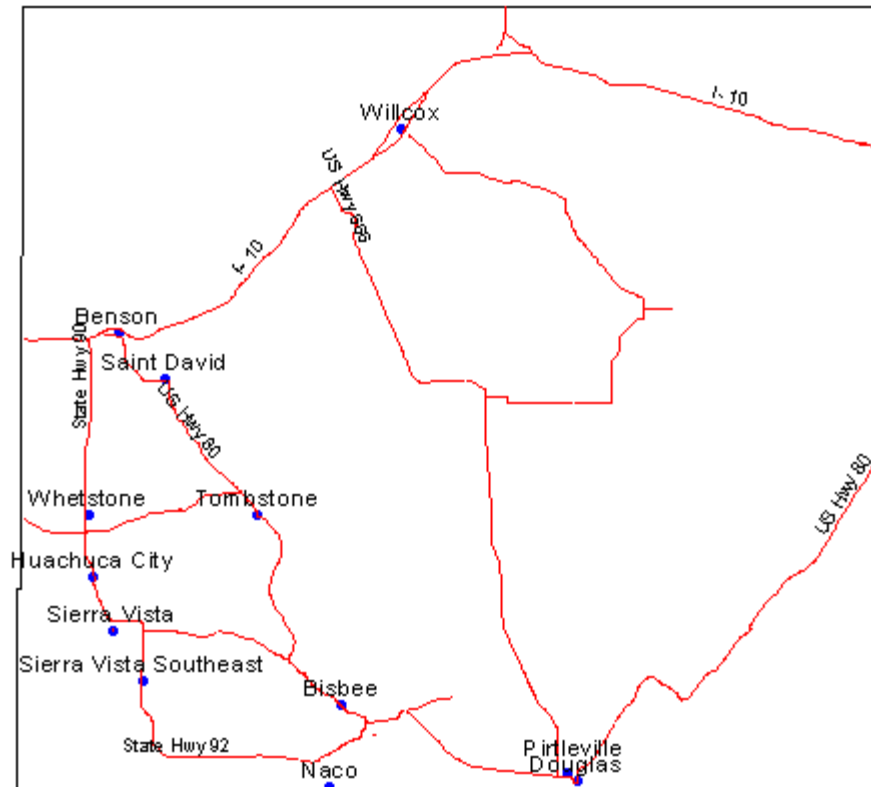 I- 10
Willcox
US Hwy 666
I- 10
Benson
State Hwy 90
Saint David
US Hwy 80
Whetstone
Tombstone
US Hwy 80
Huachuca City
Sierra Vista
Sierra Vista Southeast
Bisbee
State Hwy 92
Pirtleville
Douglas
Naco